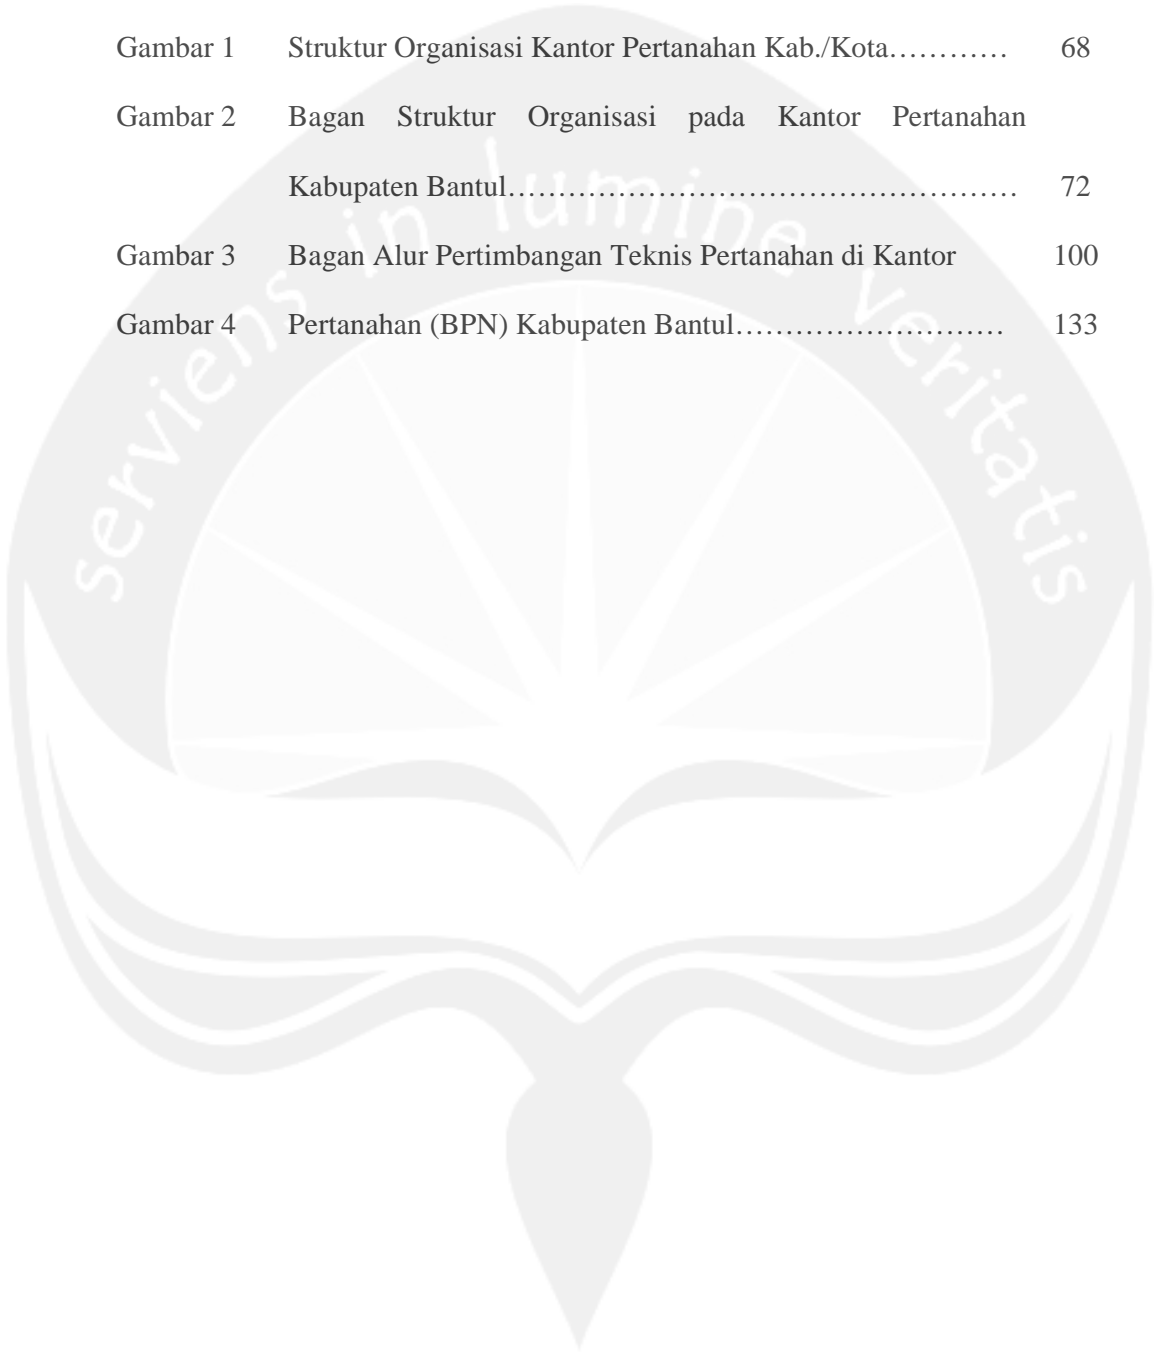 Gambar 1 Struktur Organisasi Kantor Pertanahan Kab./Kota………… 68
Gambar 2 Bagan Struktur Organisasi pada Kantor Pertanahan
Kabupaten Bantul…………………………………………… 72
Gambar 3 Bagan Alur Pertimbangan Teknis Pertanahan di Kantor 100
Gambar 4 Pertanahan (BPN) Kabupaten Bantul……………………… 133
serviens in lumine veritatis